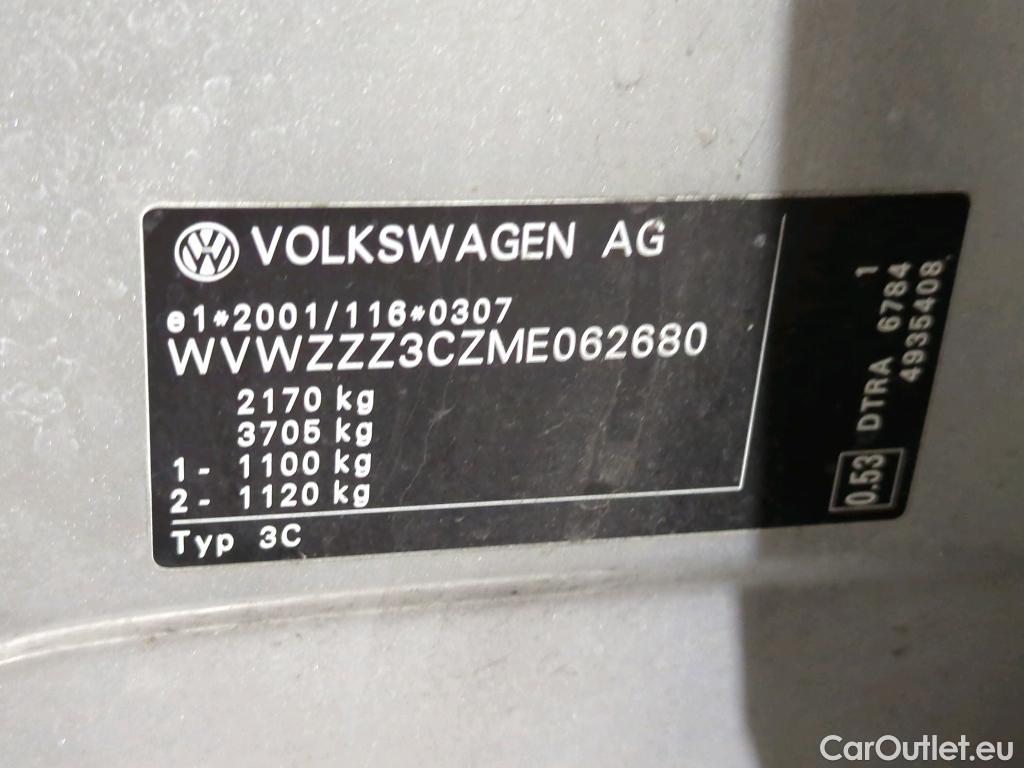 VOLKSWAGEN AG
e1*2001/116*0307
WVWZZZ3CZME062680
2170 kg
3705 kg
1- 1100 kg
2- 1120 kg
Typ 3C
0.53 DTRA 6784 1
4935408
CarOutlet.eu